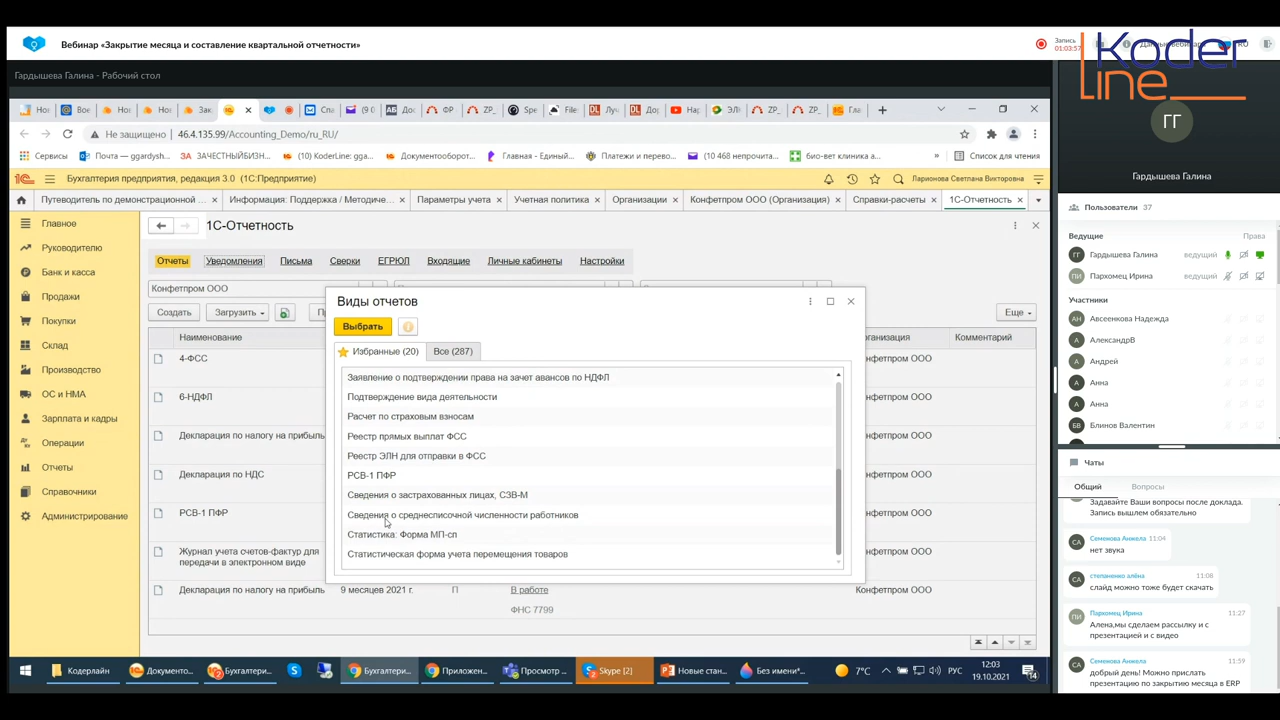 Вебинар «Закрытие месяца и составление квартальной отчетности»
Запись
01:03:57
RU
Koder
line
Гардышева Галина - Рабочий стол
ГГ
Гардышева Галина
Не защищено | 46.4.135.99/Accounting_Demo/ru_RU/
Сервисы
Почта — ggardysh...
ЗАЧЕСТНЫЙБИЗН...
(10) KoderLine: gga...
Документооборот...
Главная - Единый...
Платежи и перево...
(10 468 непрочита...
био-вет клиника а...
»
Список для чтения
Бухгалтерия предприятия, редакция 3.0 (1С:Предприятие)
Ларионова Светлана Викторовна
Путеводитель по демонстрационной ...
Информация: Поддержка / Методиче...
Параметры учета
Учетная политика
Организации
Конфетпром ООО (Организация)
Справки-расчеты
1С-Отчетность
Главное
Руководителю
Банк и касса
Продажи
Покупки
Склад
Производство
ОС и НМА
Зарплата и кадры
Операции
Отчеты
Справочники
Администрирование
1С-Отчетность
Отчеты
Уведомления
Письма
Сверки
ЕГРЮЛ
Входящие
Личные кабинеты
Настройки
Конфетпром ООО
Создать
Загрузить
Еще
Наименование
Комментарий
4-ФСС
Конфетпром ООО
6-НДФЛ
Конфетпром ООО
Декларация по налогу на прибыль
Конфетпром ООО
Декларация по НДС
Конфетпром ООО
РСВ-1 ПФР
Конфетпром ООО
Журнал учета счетов-фактур для
передачи в электронном виде
Конфетпром ООО
Декларация по налогу на прибыль
9 месяцев 2021 г.
П
В работе
Конфетпром ООО
ФНС 7799
Виды отчетов
Выбрать
Избранные (20)
Все (287)
Заявление о подтверждении права на зачет авансов по НДФЛ
Подтверждение вида деятельности
Расчет по страховым взносам
Реестр прямых выплат ФСС
Реестр ЭЛН для отправки в ФСС
РСВ-1 ПФР
Сведения о застрахованных лицах, СЗВ-М
Сведения о среднесписочной численности работников
Статистика: Форма МП-сп
Статистическая форма учета перемещения товаров
Пользователи 37
Ведущие
Права
ГГ
Гардышева Галина
ведущий
ПИ
Пархомец Ирина
ведущий
Участники
АН
Авсеенкова Надежда
А
АлександрВ
А
Андрей
А
Анна
А
Анна
БВ
Блинов Валентин
Чаты
Общий
Вопросы
Задавайте Ваши вопросы после доклада.
Запись вышлем обязательно
СА
Семенова Анжела
11:04
нет звука
СА
степаненко алёна
11:08
слайд можно тоже будет скачать
ПИ
Пархомец Ирина
11:27
Алена,мы сделаем рассылку и с
презентацией и с видео
СА
Семенова Анжела
11:59
добрый день! Можно прислать
презентацию по закрытию месяца в ERP
Кодерлайн
Документо...
Бухгалтери...
Бухгалтери...
Приложен...
Просмотр ...
Skype [2]
Новые стан...
Без имени*...
7°C
РУС
12:03
19.10.2021
14